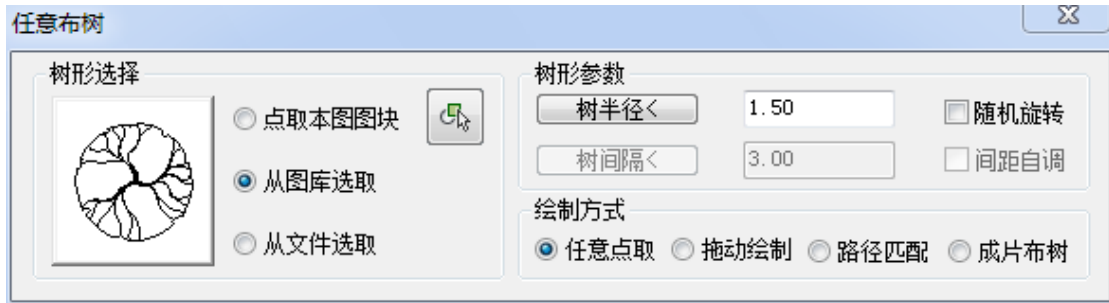 任意布树
树形选择
点取本图图块
从图库选取
从文件选取
树形参数
树半径< 1.50 随机旋转
树间隔< 3.00 间距自调
绘制方式
任意点取 拖动绘制 路径匹配 成片布树